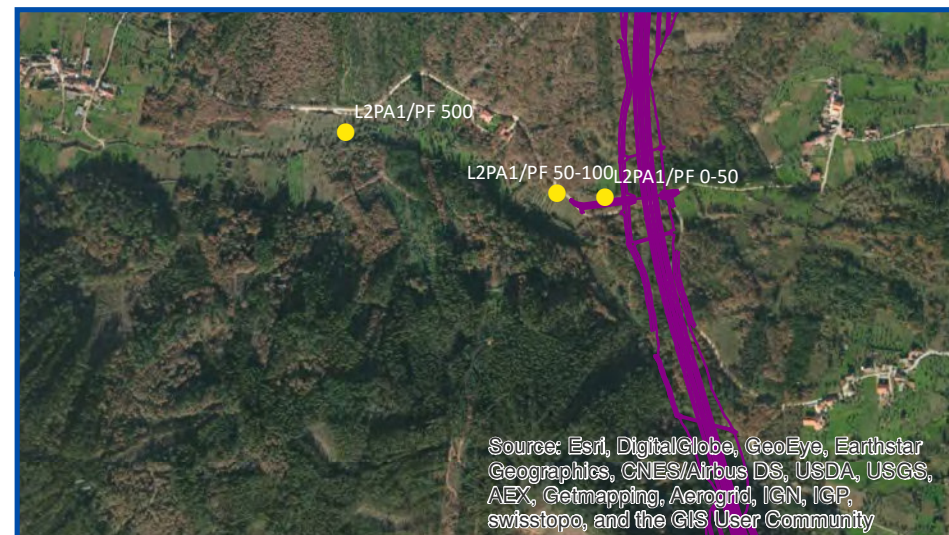 L2PA1/PF 500
L2PA1/PF 50-100
L2PA1/PF 0-50
Source: Esri, DigitalGlobe, GeoEye, Earthstar
Geographics, CNES/Airbus DS, USDA, USGS,
AEX, Getmapping, Aerogrid, IGN, IGP,
swisstopo, and the GIS User Community